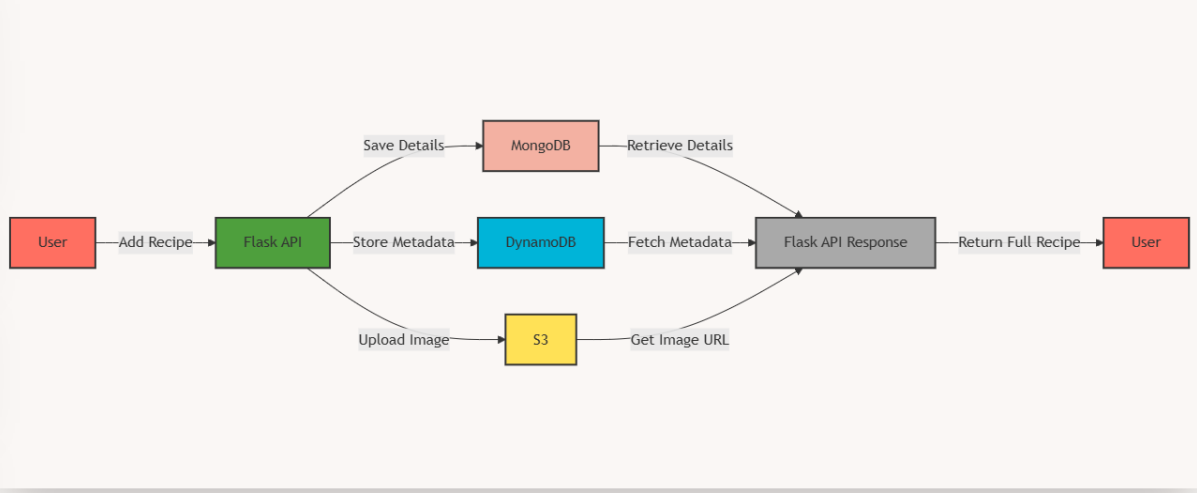 User
Add Recipe
Flask API
Save Details
Store Metadata
Upload Image
MongoDB
DynamoDB
S3
Retrieve Details
Fetch Metadata
Get Image URL
Flask API Response
Return Full Recipe
User